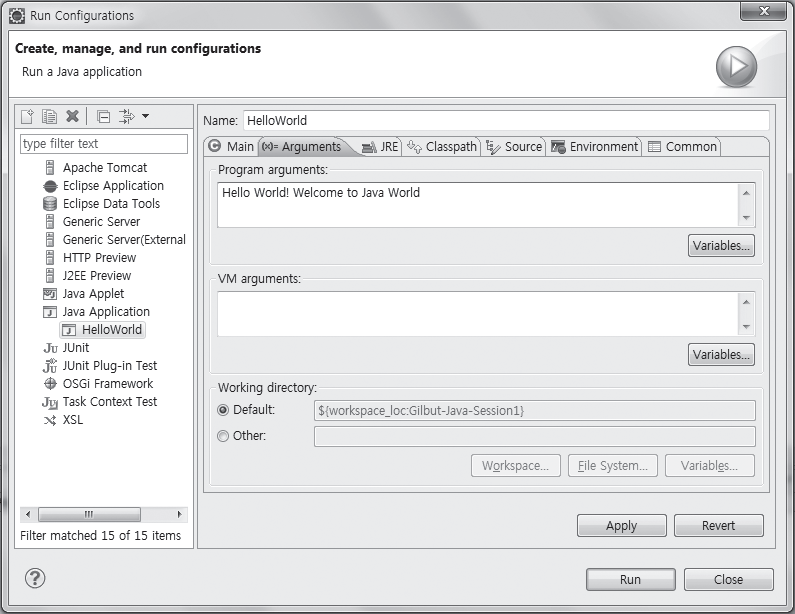 Run Configurations
Create, manage, and run configurations
Run a Java application
type filter text
Apache Tomcat
Eclipse Application
Eclipse Data Tools
Generic Server
Generic Server(External
HTTP Preview
J2EE Preview
Java Applet
Java Application
HelloWorld
JUnit
JUnit Plug-in Test
OSGi Framework
Task Context Test
XSL
Filter matched 15 of 15 items
Name: HelloWorld
Main (x)= Arguments JRE Classpath Source Environment Common
Program arguments:
Hello World! Welcome to Java World
Variables...
VM arguments:
Variables...
Working directory:
Default: ${workspace_loc:Gilbut-Java-Session1}
Other:
Workspace... File System... Variables...
Apply Revert
Run Close